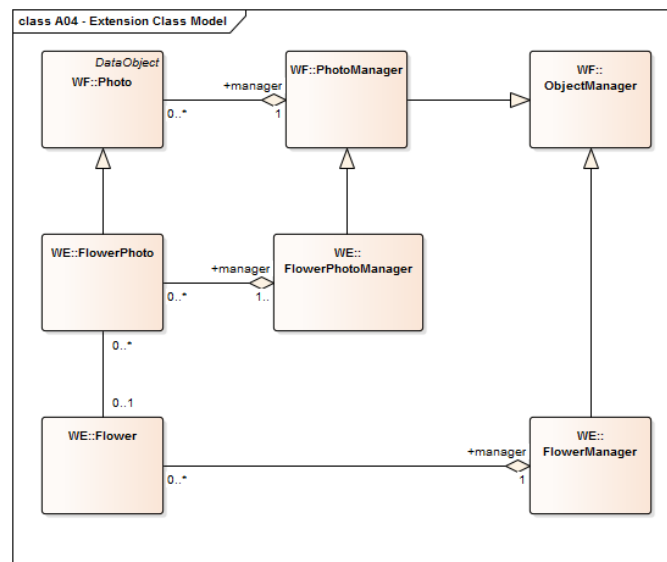 class A04 - Extension Class Model
DataObject
WF::Photo
WF::PhotoManager
WF::
ObjectManager
+manager
0..*
1
WE::FlowerPhoto
WE::
FlowerPhotoManager
+manager
0..*
1..
0..*
0..1
WE::Flower
WE::
FlowerManager
+manager
0..*
1